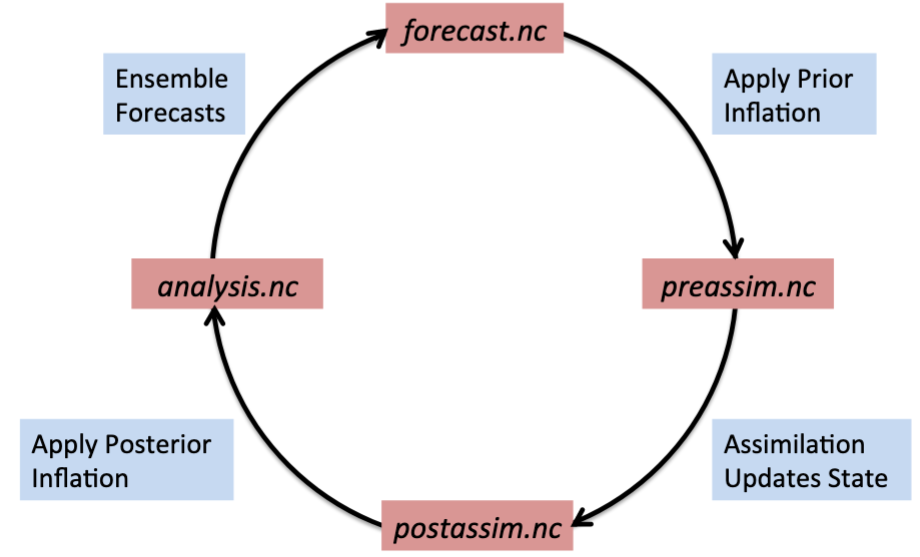 forecast.nc
Ensemble
Forecasts
Apply Prior
Inflation
analysis.nc
preassim.nc
Apply Posterior
Inflation
Assimilation
Updates State
postassim.nc